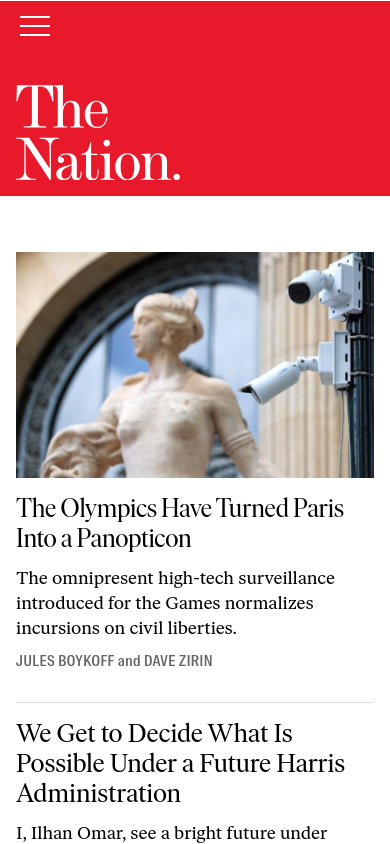 The
Nation.
The Olympics Have Turned Paris
Into a Panopticon
The omnipresent high-tech surveillance
introduced for the Games normalizes
incursions on civil liberties.
JULES BOYKOFF and DAVE ZIRIN
We Get to Decide What Is
Possible Under a Future Harris
Administration
I, Ilhan Omar, see a bright future under